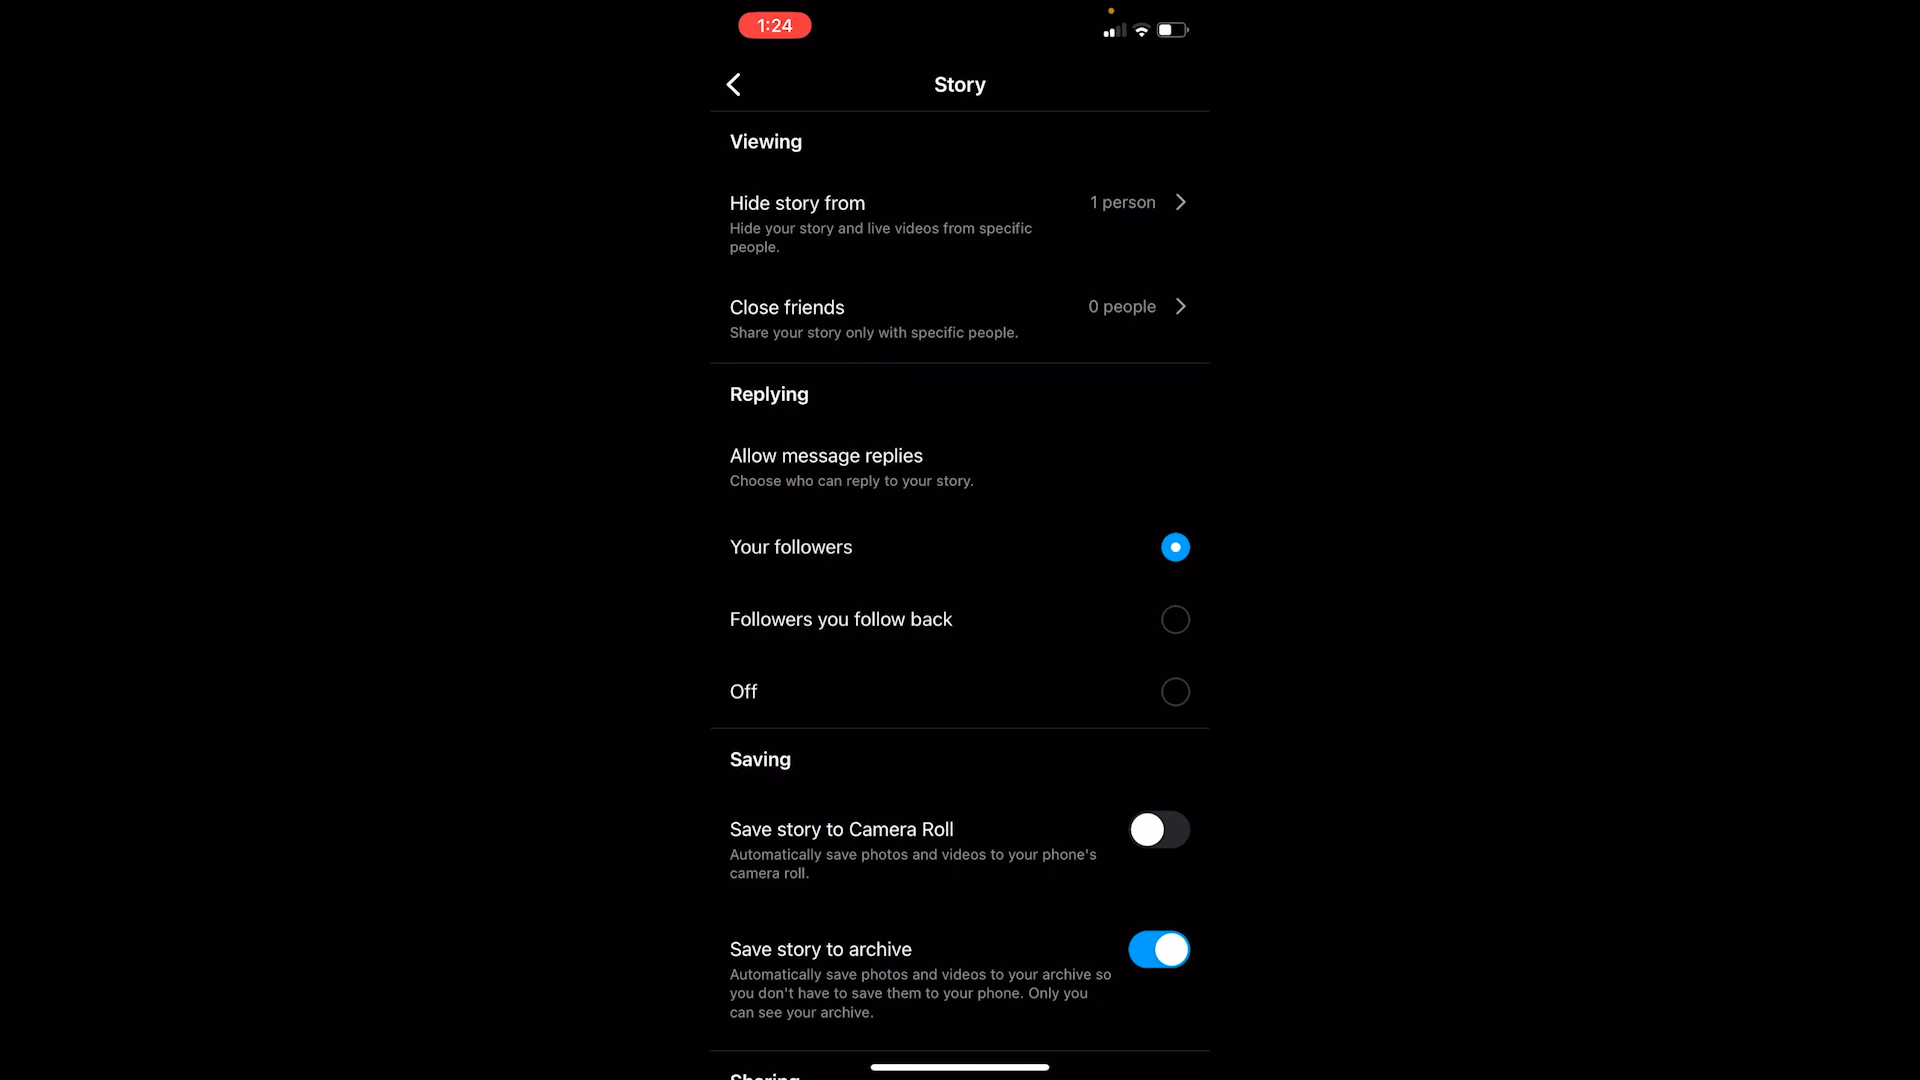 1:24
Story
Viewing
Hide story from
1 person
Hide your story and live videos from specific
people.
Close friends
0 people
Share your story only with specific people.
Replying
Allow message replies
Choose who can reply to your story.
Your followers
Followers you follow back
Off
Saving
Save story to Camera Roll
Automatically save photos and videos to your phone's
camera roll.
Save story to archive
Automatically save photos and videos to your archive so
you don't have to save them to your phone. Only you
can see your archive.
Sharing